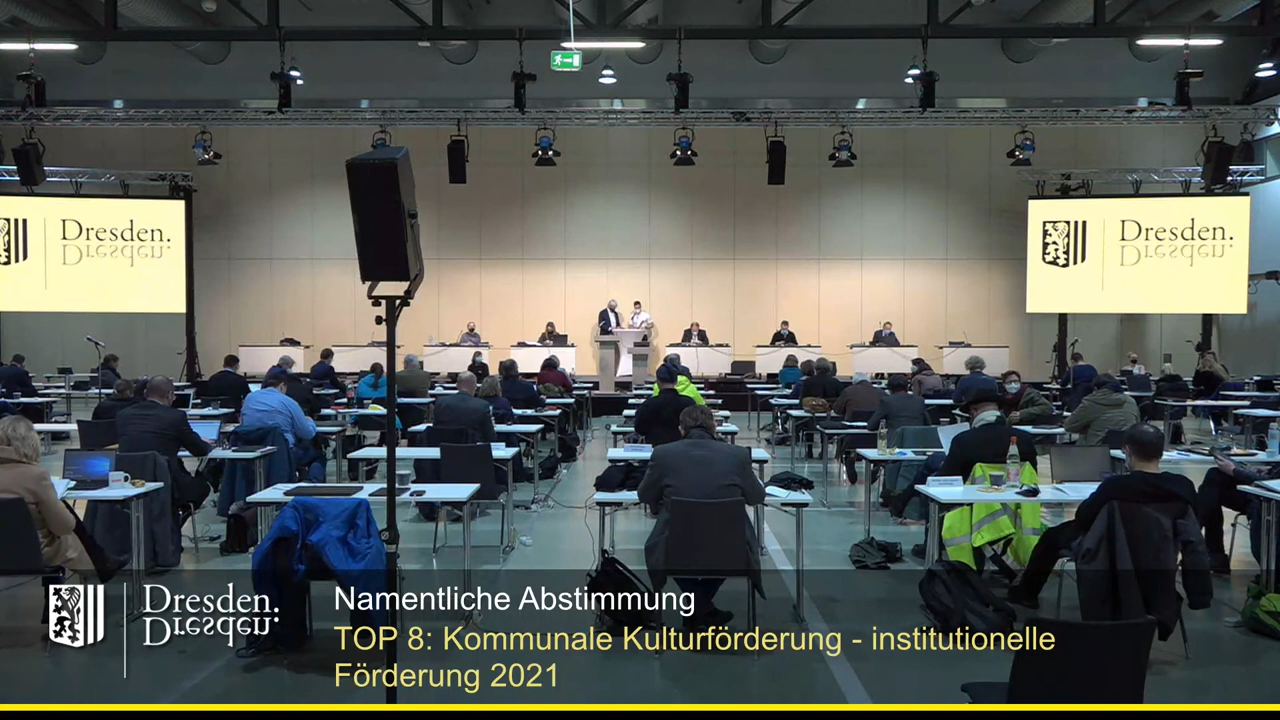 Dresden.
Dresden.
Dresden.
Dresden.
Dresden.
Dresden.
Namentliche Abstimmung
TOP 8: Kommunale Kulturförderung - institutionelle
Förderung 2021